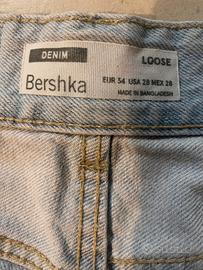 DENIM
LOOSE
Bershka
EUR 34 USA 28 MEX 28
MADE IN BANGLADESH